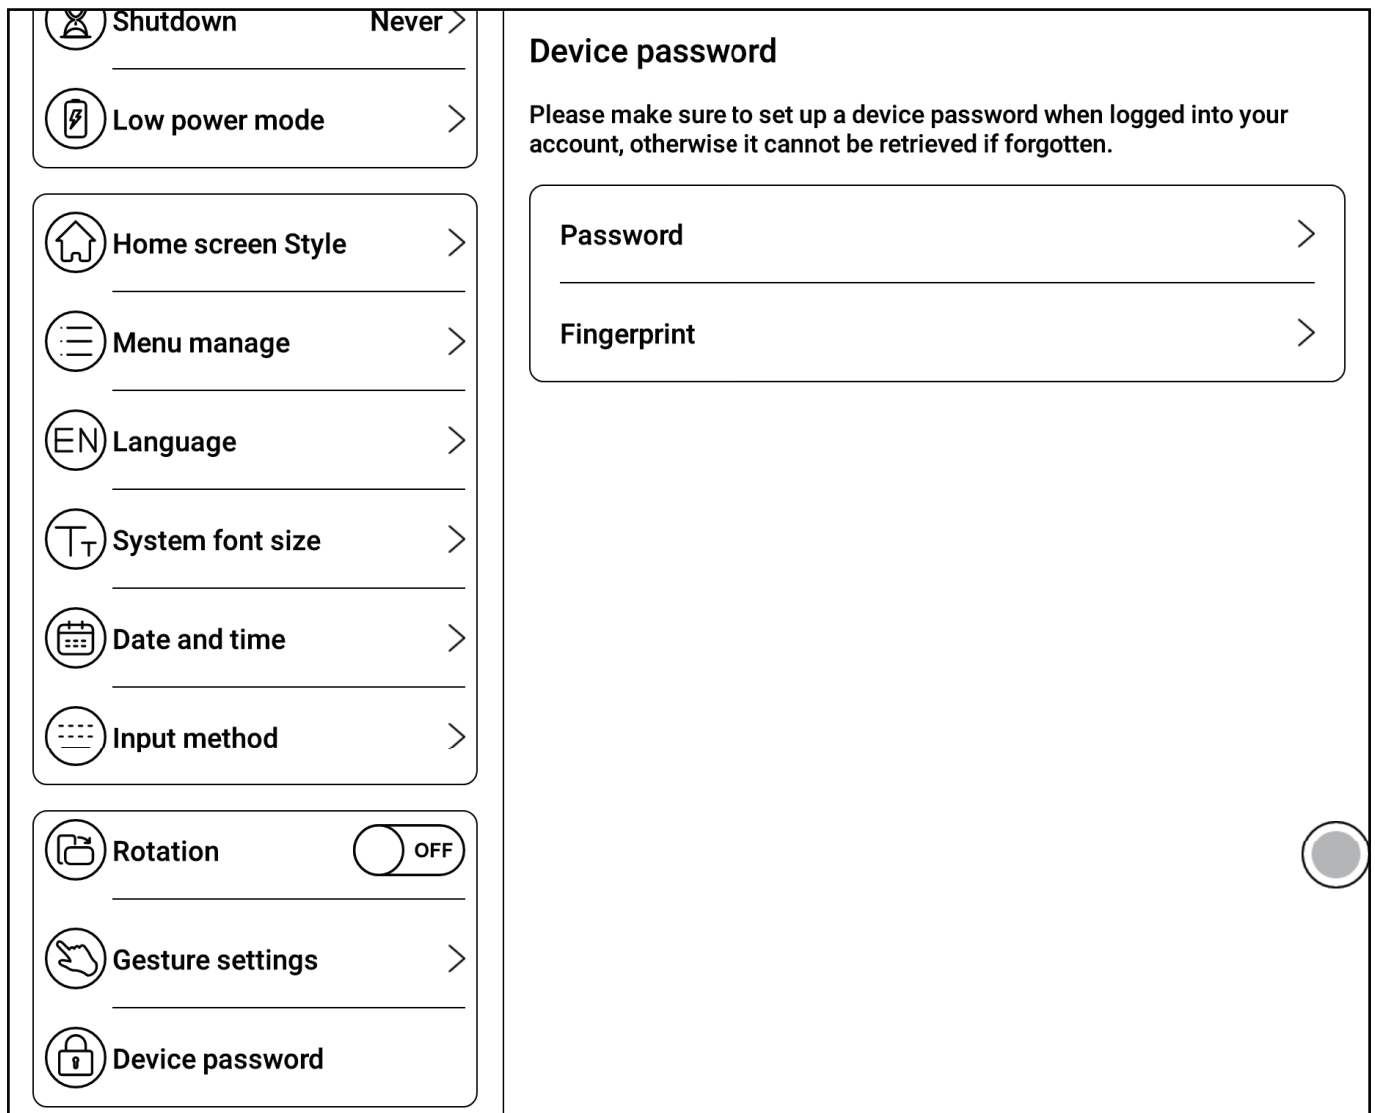 Shutdown Never
Low power mode
Home screen Style
Menu manage
EN Language
Tт System font size
Date and time
Input method
Rotation OFF
Gesture settings
Device password
Device password
Please make sure to set up a device password when logged into your
account, otherwise it cannot be retrieved if forgotten.
Password
Fingerprint